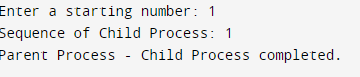 Enter a starting number: 1
Sequence of Child Process: 1
Parent Process - Child Process completed.